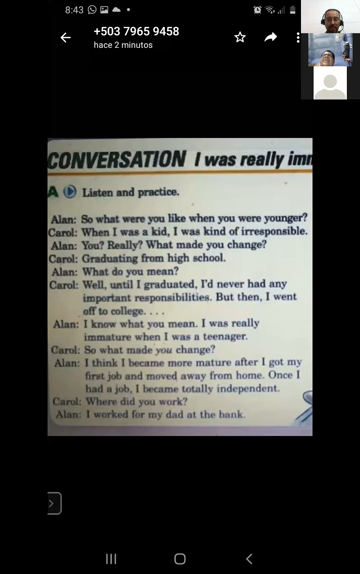 8:43
+503 7965 9458
hace 2 minutos
CONVERSATION I was really imm
A Listen and practice.
Alan: So what were you like when you were younger?
Carol: When I was a kid, I was kind of irresponsible.
Alan: You? Really? What made you change?
Carol: Graduating from high school.
Alan: What do you mean?
Carol: Well, until I graduated, I'd never had any
important responsibilities. But then, I went
off to college. . . .
Alan: I know what you mean. I was really
immature when I was a teenager.
Carol: So what made you change?
Alan: I think I became more mature after I got my
first job and moved away from home. Once I
had a job, I became totally independent.
Carol: Where did you work?
Alan: I worked for my dad at the bank.